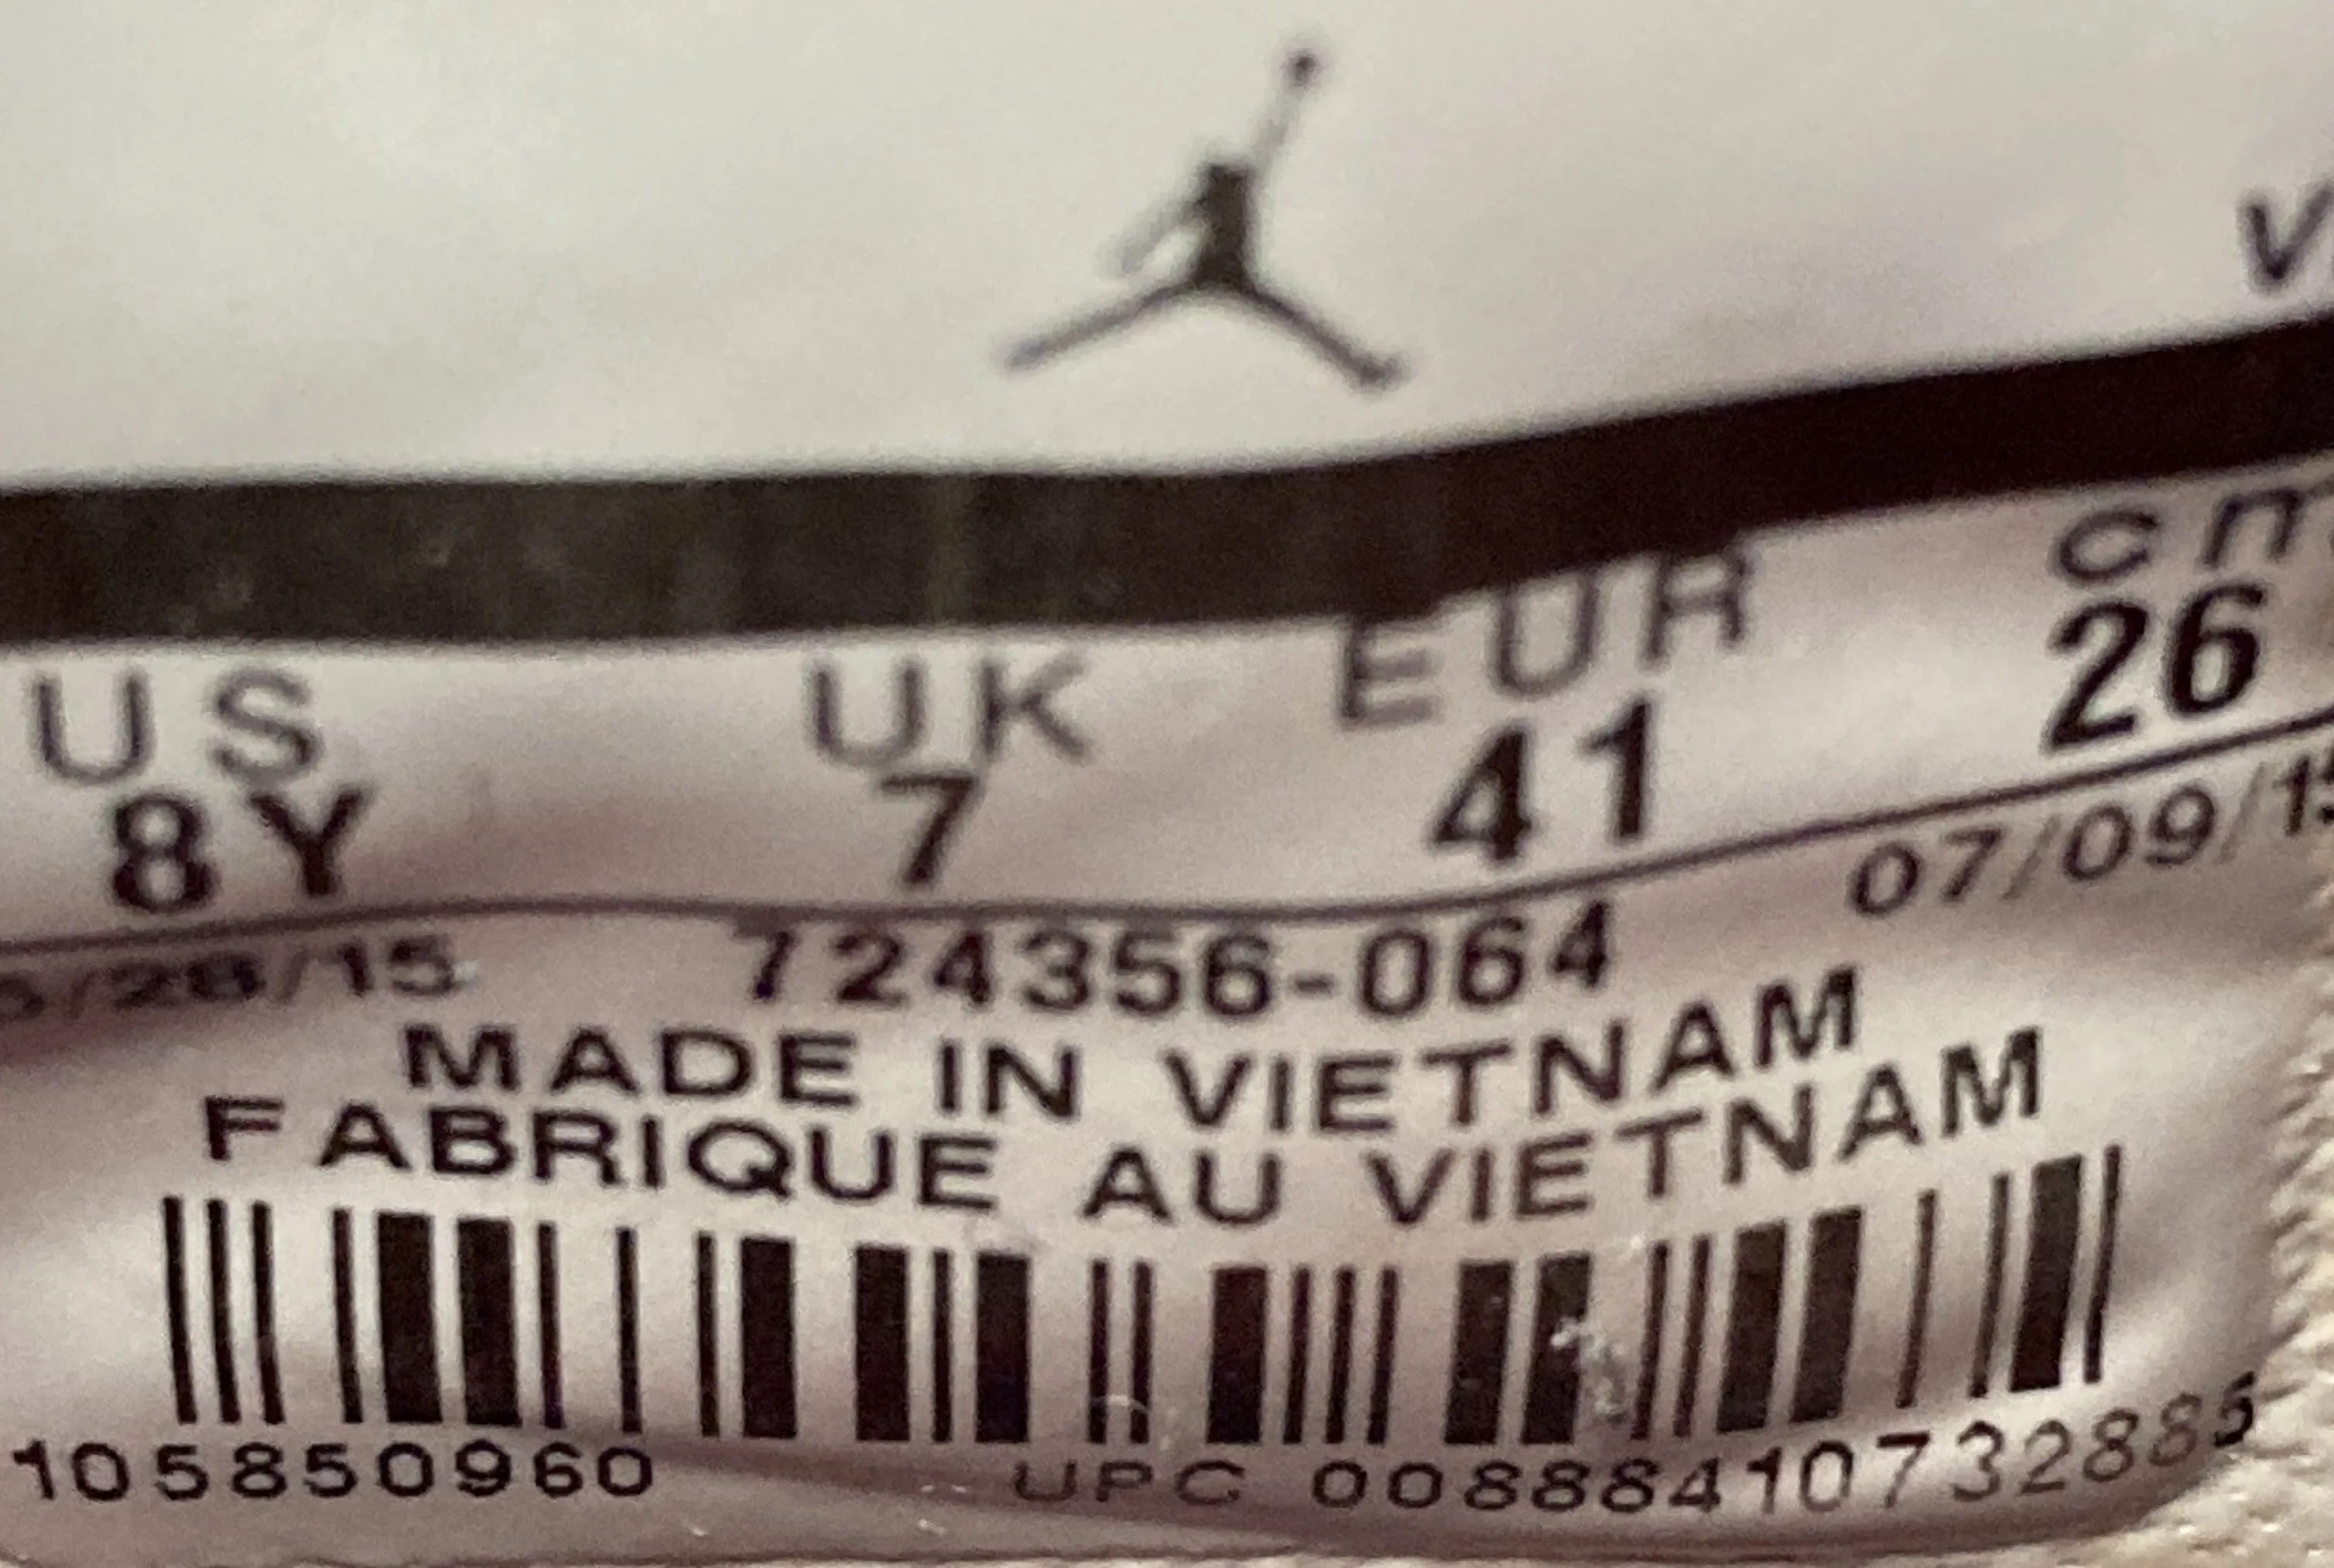 US UK EUR cm
8Y 7 41 26
/28/15 724356-064 07/09/15
MADE IN VIETNAM
FABRIQUE AU VIETNAM
105850960 UPC 00888410732885